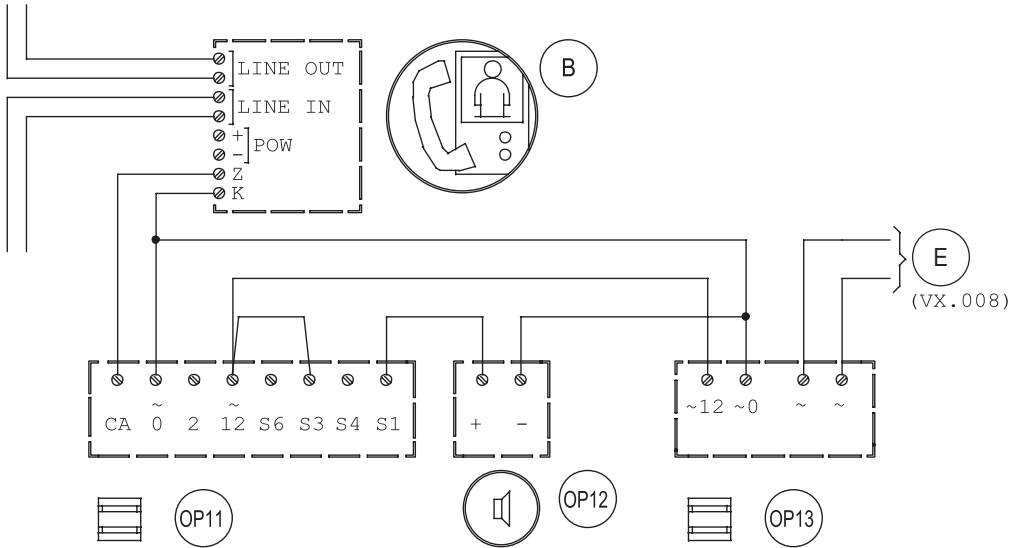 LINE OUT
B
LINE IN
+
POW
-
Z
K
E
(VX.008)
~ ~
CA 0 2 12 S6 S3 S4 S1
+ -
~12 ~0 ~ ~
OP11
OP12
OP13